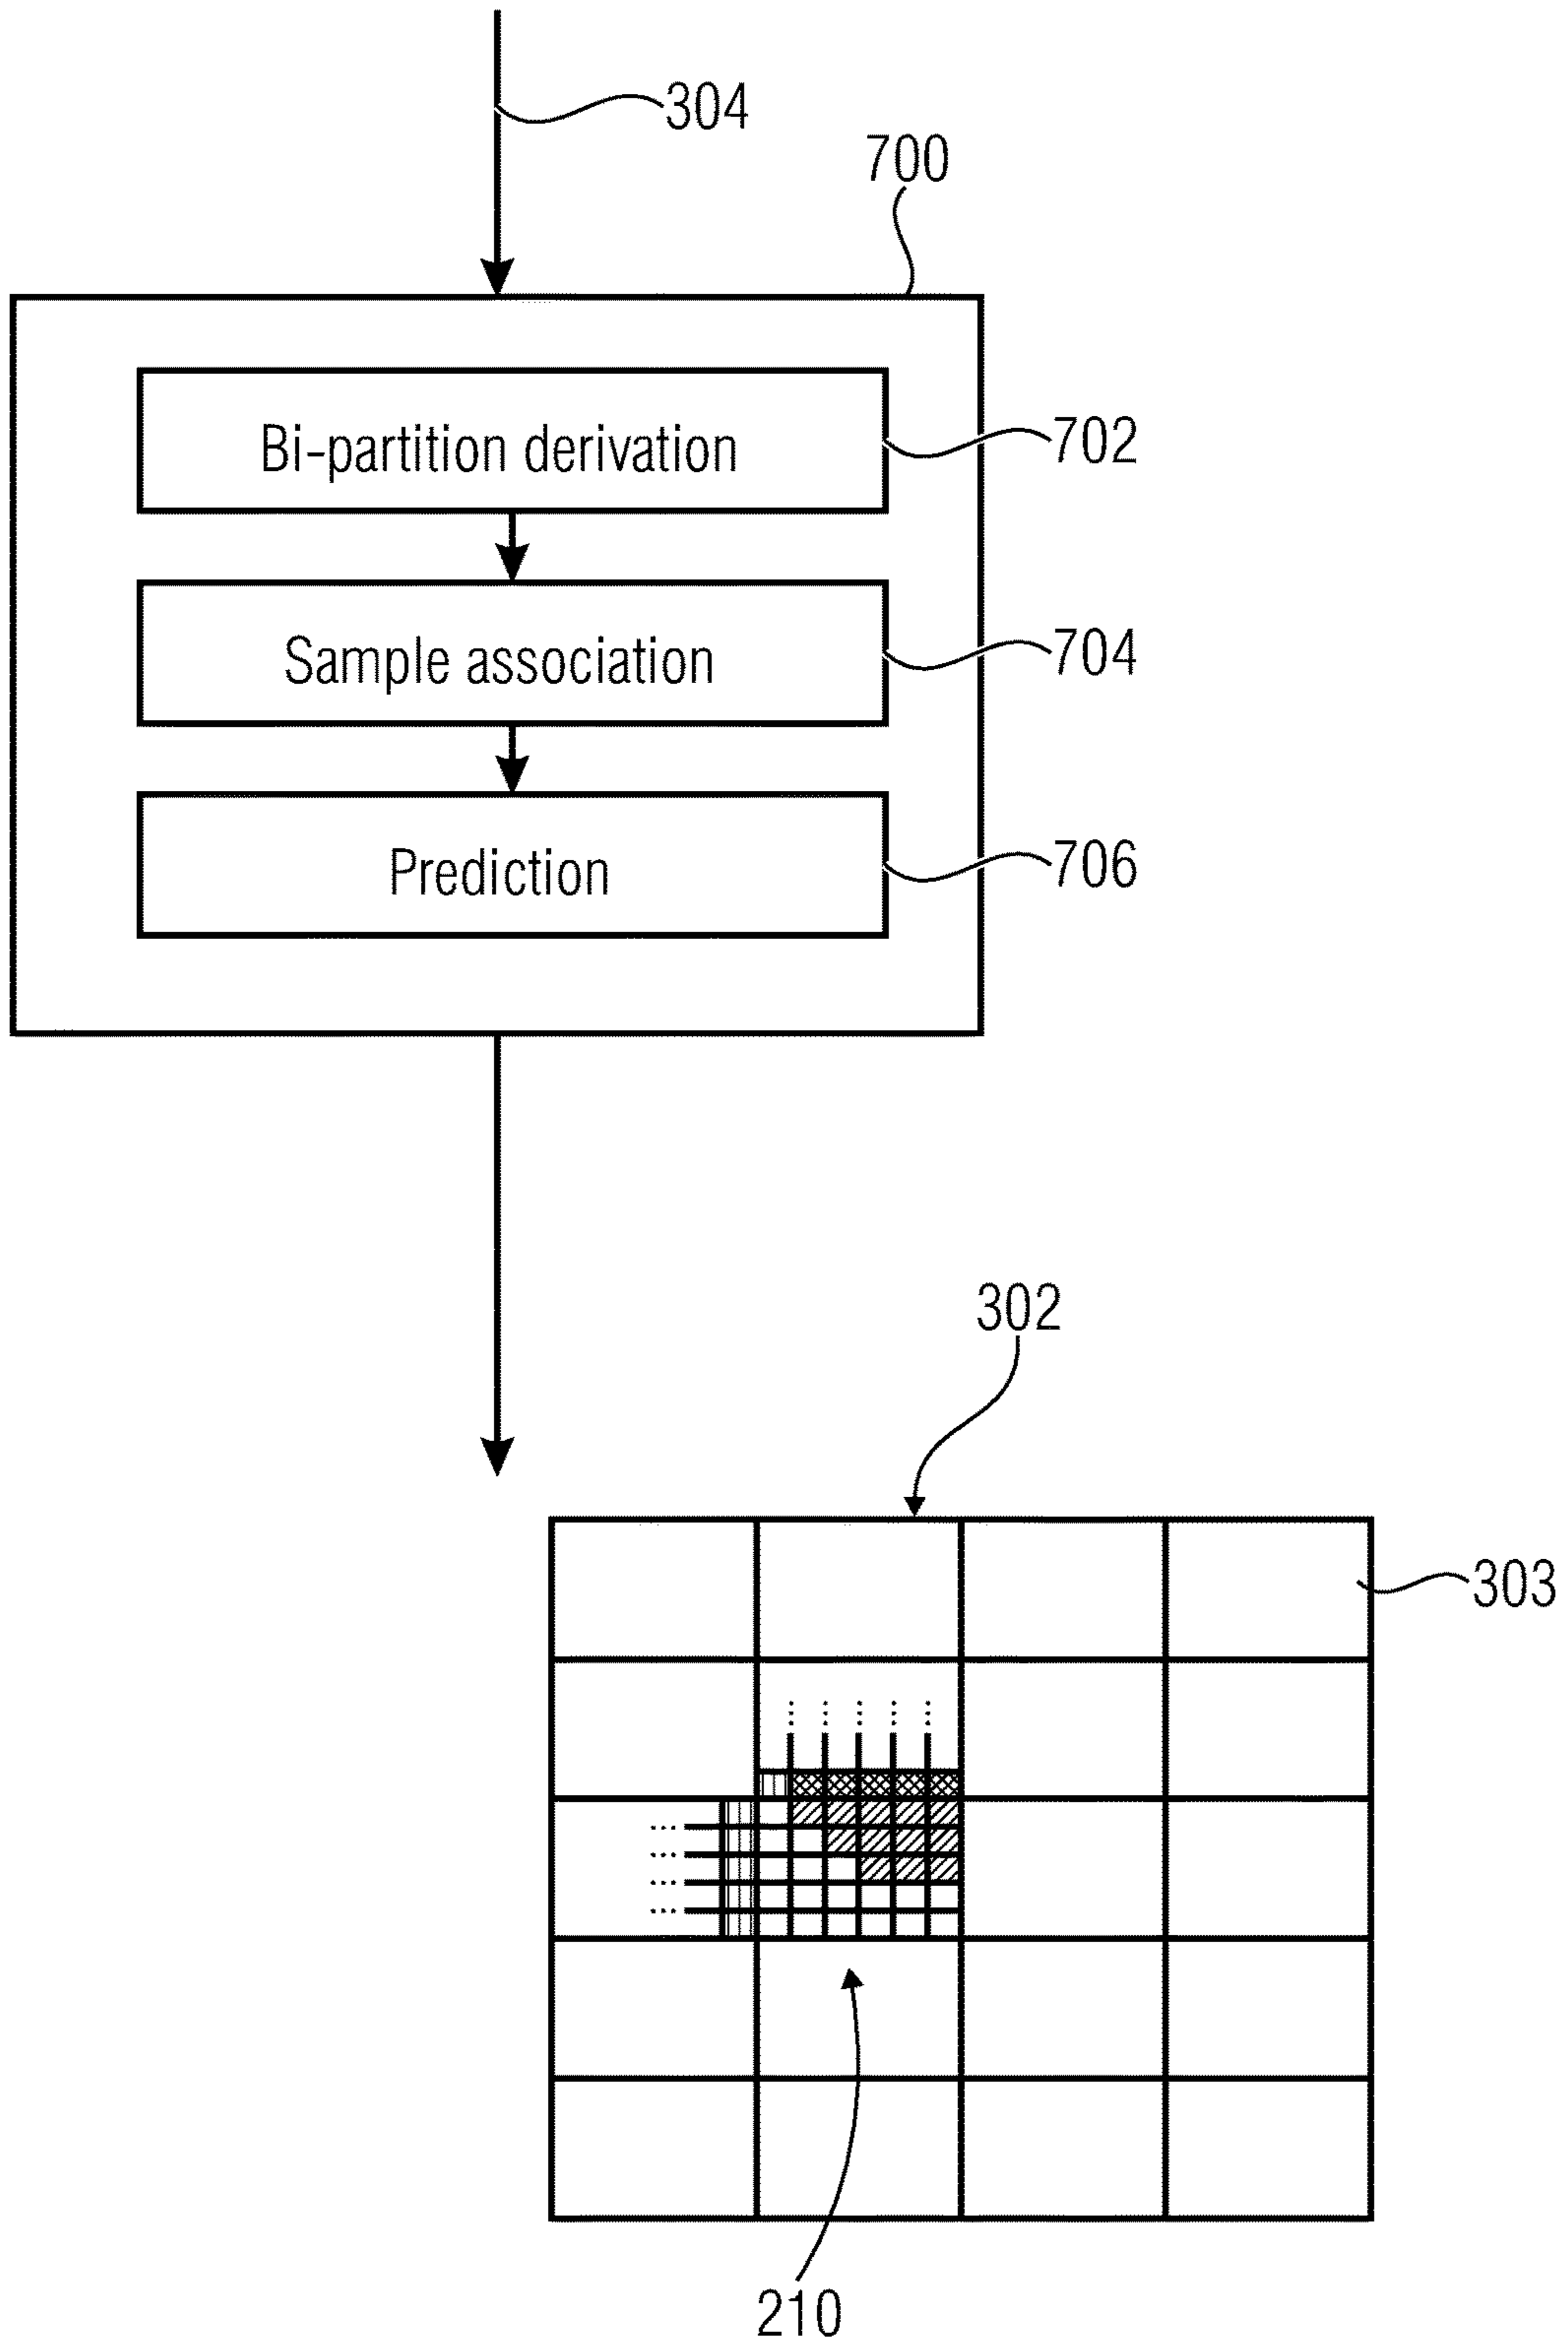 304
700
Bi-partition derivation
702
Sample association
704
Prediction
706
302
303
210